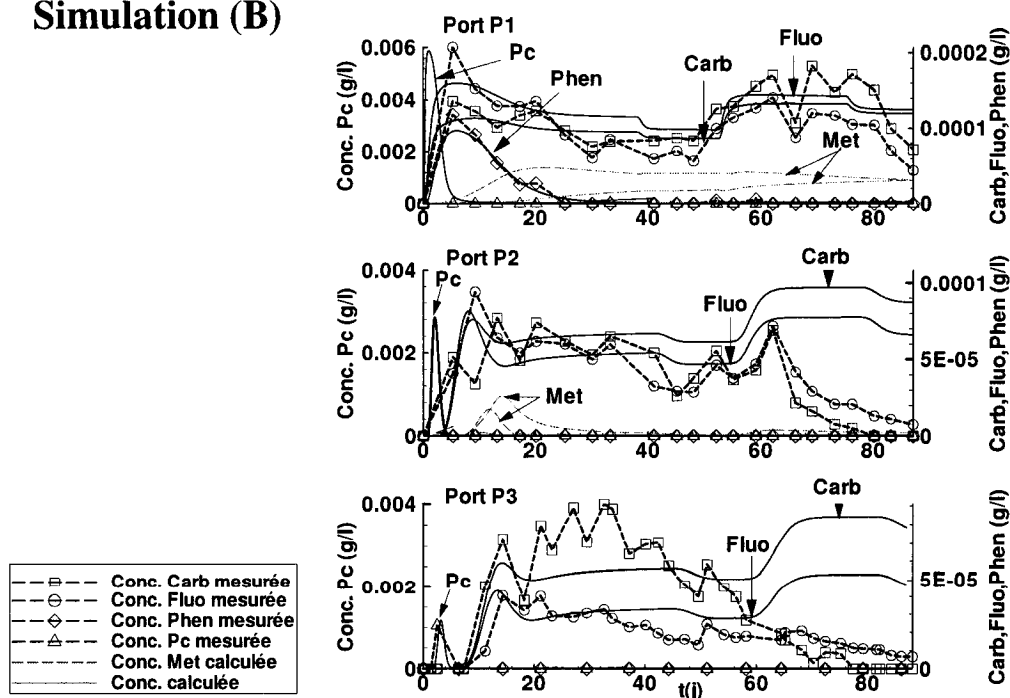 Simulation (B)
Port P1
Pc
Phen
Carb
Fluo
Met
Conc. Pc (g/l)
0.006
0.004
0.002
0
0.0002
0.0001
0
Carb,Fluo,Phen (g/l)
0 20 40 60 80
Port P2
Pc
Met
Fluo
Carb
Conc. Pc (g/l)
0.004
0.002
0
0.0001
5E-05
0
Carb,Fluo,Phen (g/l)
0 20 40 60 80
Port P3
Pc
Fluo
Carb
Conc. Pc (g/l)
0.004
0.002
0
5E-05
0
Carb,Fluo,Phen (g/l)
0 20 40 60 80
t(j)
Conc. Carb mesurée
Conc. Fluo mesurée
Conc. Phen mesurée
Conc. Pc mesurée
Conc. Met calculée
Conc. calculée